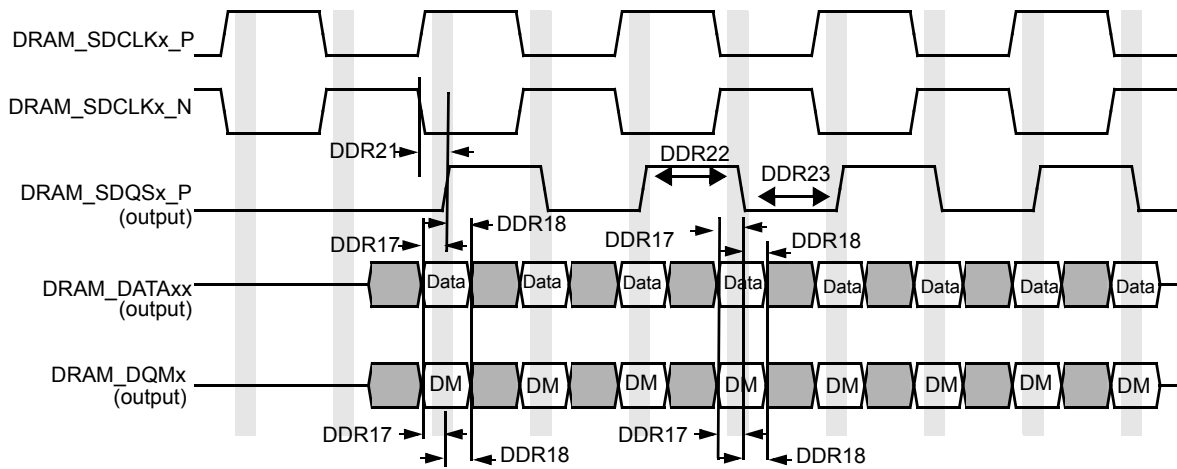 DRAM_SDCLKx_P
DRAM_SDCLKx_N
DDR21
DDR22
DDR23
DRAM_SDQSx_P
(output)
DDR18
DDR17
DDR17
DDR18
DRAM_DATAxx
(output)
Data Data Data Data Data Data Data Data
DRAM_DQMx
(output)
DM DM DM DM DM DM DM DM
DDR17
DDR17
DDR18
DDR18